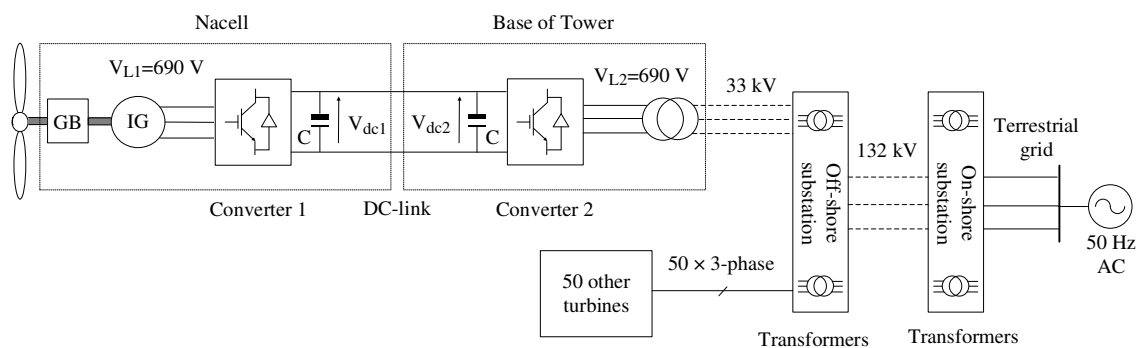 Nacell
Base of Tower
V_L1=690 V
V_L2=690 V
33 kV
GB
IG
C
V_dc1
V_dc2
C
132 kV
Terrestrial
grid
Off-shore
substation
On-shore
substation
Converter 1
DC-link
Converter 2
50 Hz
AC
50 other
turbines
50 × 3-phase
Transformers
Transformers